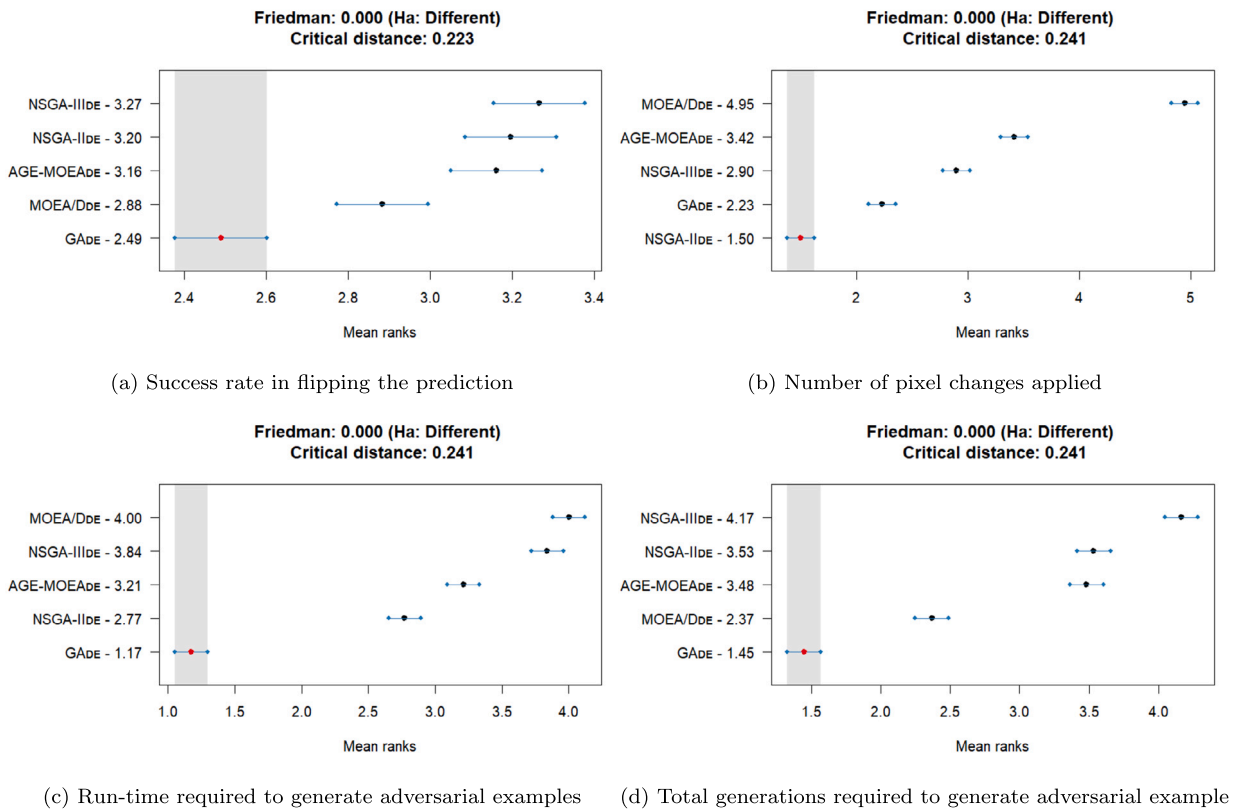 Friedman: 0.000 (Ha: Different)
Critical distance: 0.223
NSGA-IIIDE - 3.27
NSGA-IIDE - 3.20
AGE-MOEADE - 3.16
MOEA/DDE - 2.88
GADE - 2.49
2.4 2.6 2.8 3.0 3.2 3.4
Mean ranks
(a) Success rate in flipping the prediction
Friedman: 0.000 (Ha: Different)
Critical distance: 0.241
MOEA/DDE - 4.95
AGE-MOEADE - 3.42
NSGA-IIIDE - 2.90
GADE - 2.23
NSGA-IIDE - 1.50
2 3 4 5
Mean ranks
(b) Number of pixel changes applied
Friedman: 0.000 (Ha: Different)
Critical distance: 0.241
MOEA/DDE - 4.00
NSGA-IIIDE - 3.84
AGE-MOEADE - 3.21
NSGA-IIDE - 2.77
GADE - 1.17
1.0 1.5 2.0 2.5 3.0 3.5 4.0
Mean ranks
(c) Run-time required to generate adversarial examples
Friedman: 0.000 (Ha: Different)
Critical distance: 0.241
NSGA-IIIDE - 4.17
NSGA-IIDE - 3.53
AGE-MOEADE - 3.48
MOEA/DDE - 2.37
GADE - 1.45
1.5 2.0 2.5 3.0 3.5 4.0
Mean ranks
(d) Total generations required to generate adversarial example